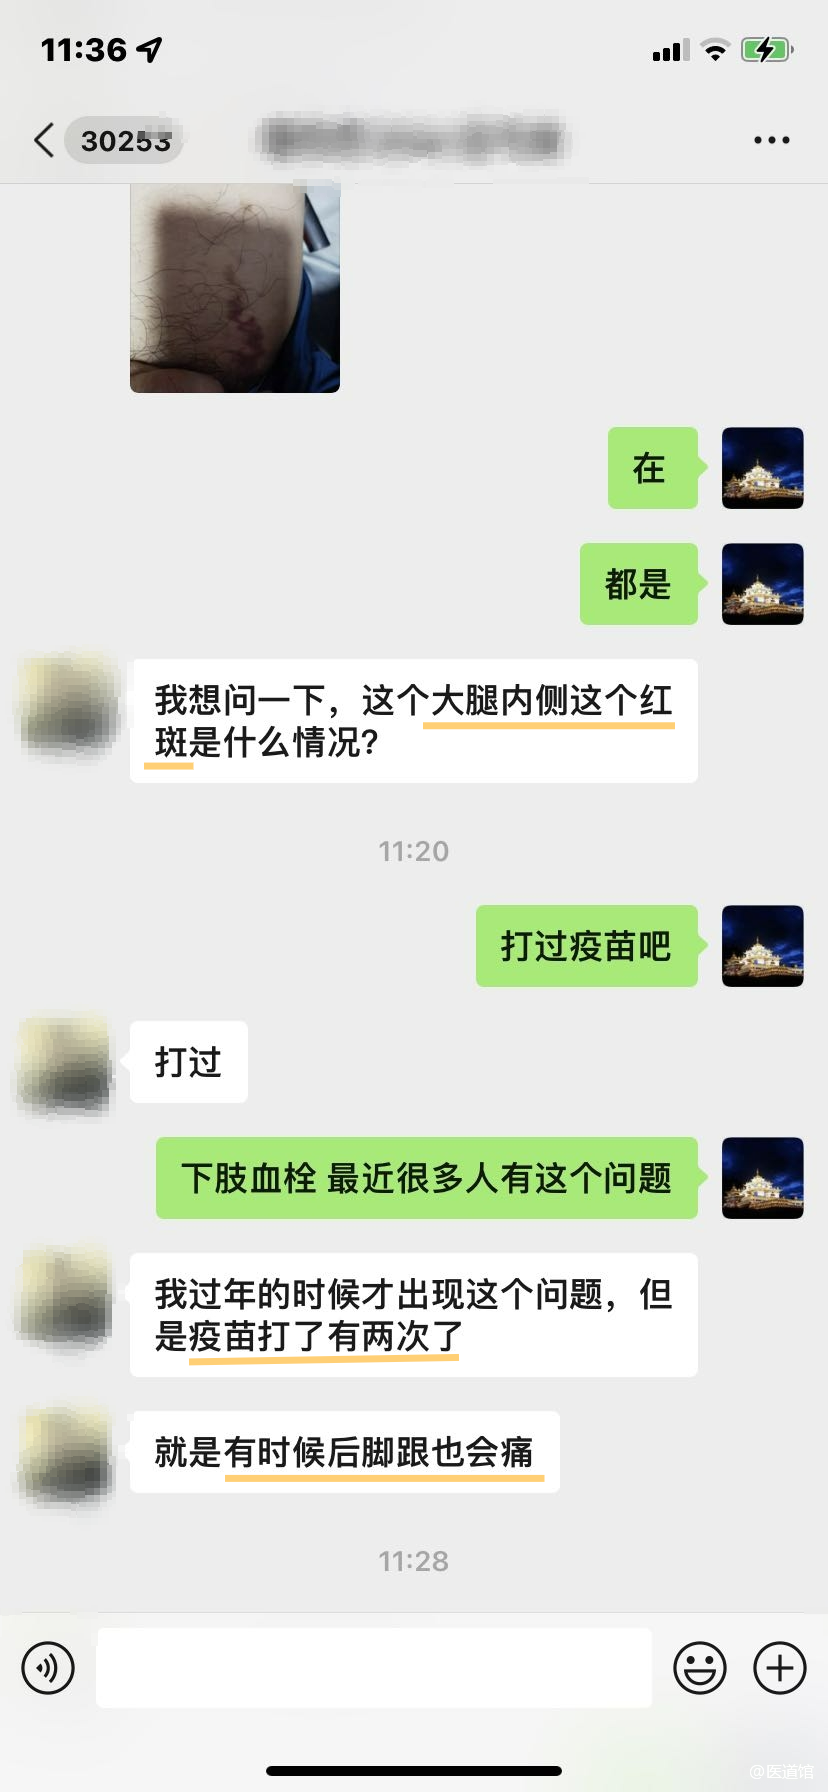 11:36
30253
在
都是
我想问一下，这个大腿内侧这个红
斑是什么情况?
11:20
打过疫苗吧
打过
下肢血栓 最近很多人有这个问题
我过年的时候才出现这个问题，但
是疫苗打了有两次了
就是有时候后脚跟也会痛
11:28
@医道馆